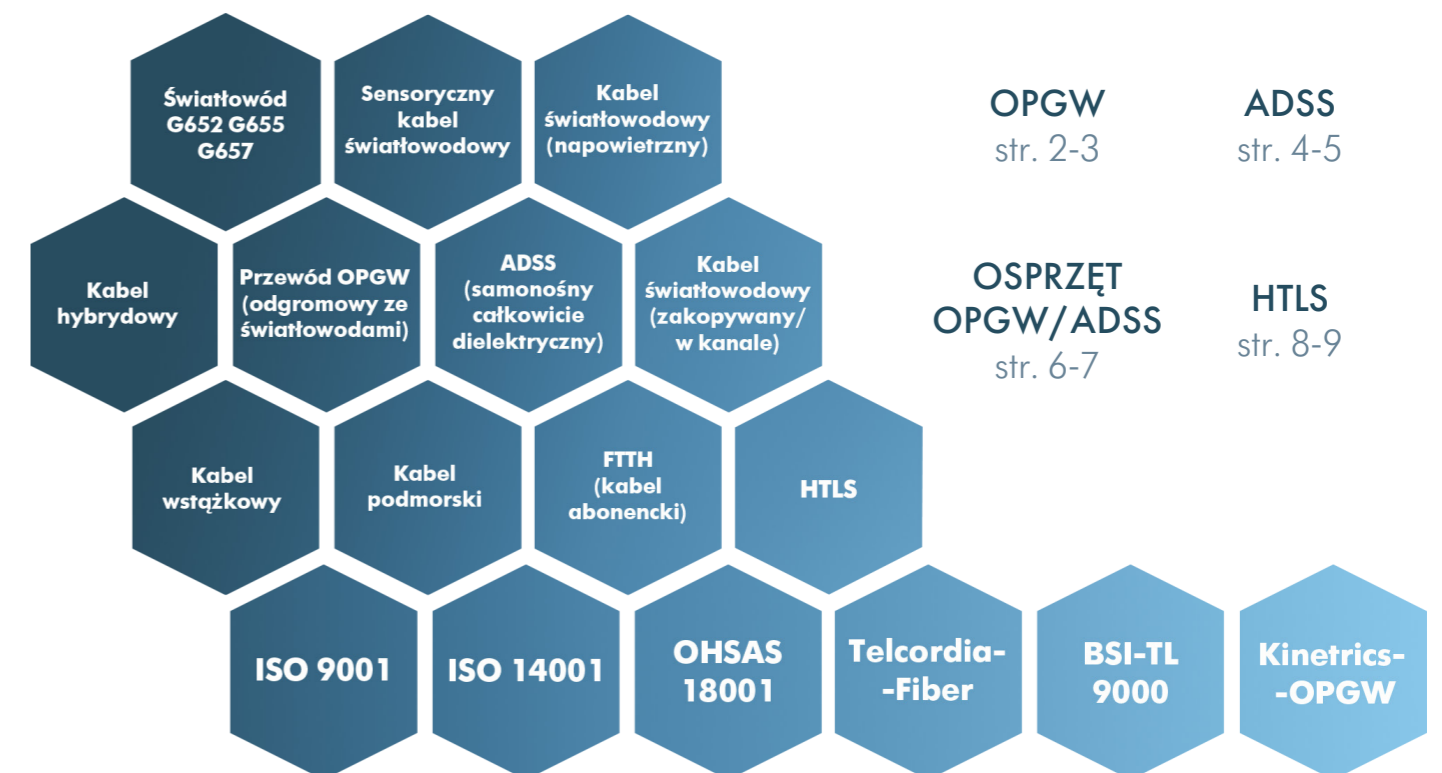 Światłowód
G652 G655
G657
Sensoryczny
kabel
światłowodowy
Kabel
światłowodowy
(napowietrzny)
OPGW
str. 2-3
ADSS
str. 4-5
Kabel
hybrydowy
Przewód OPGW
(odgromowy ze
światłowodami)
ADSS
(samonośny
całkowicie
dielektryczny)
Kabel
światłowodowy
(zakopywany/
w kanale)
OSPRZĘT
OPGW/ADSS
str. 6-7
HTLS
str. 8-9
Kabel
wstążkowy
Kabel
podmorski
FTTH
(kabel
abonencki)
HTLS
ISO 9001
ISO 14001
OHSAS
18001
Telcordia-
-Fiber
BSI-TL
9000
Kinetrics-
-OPGW